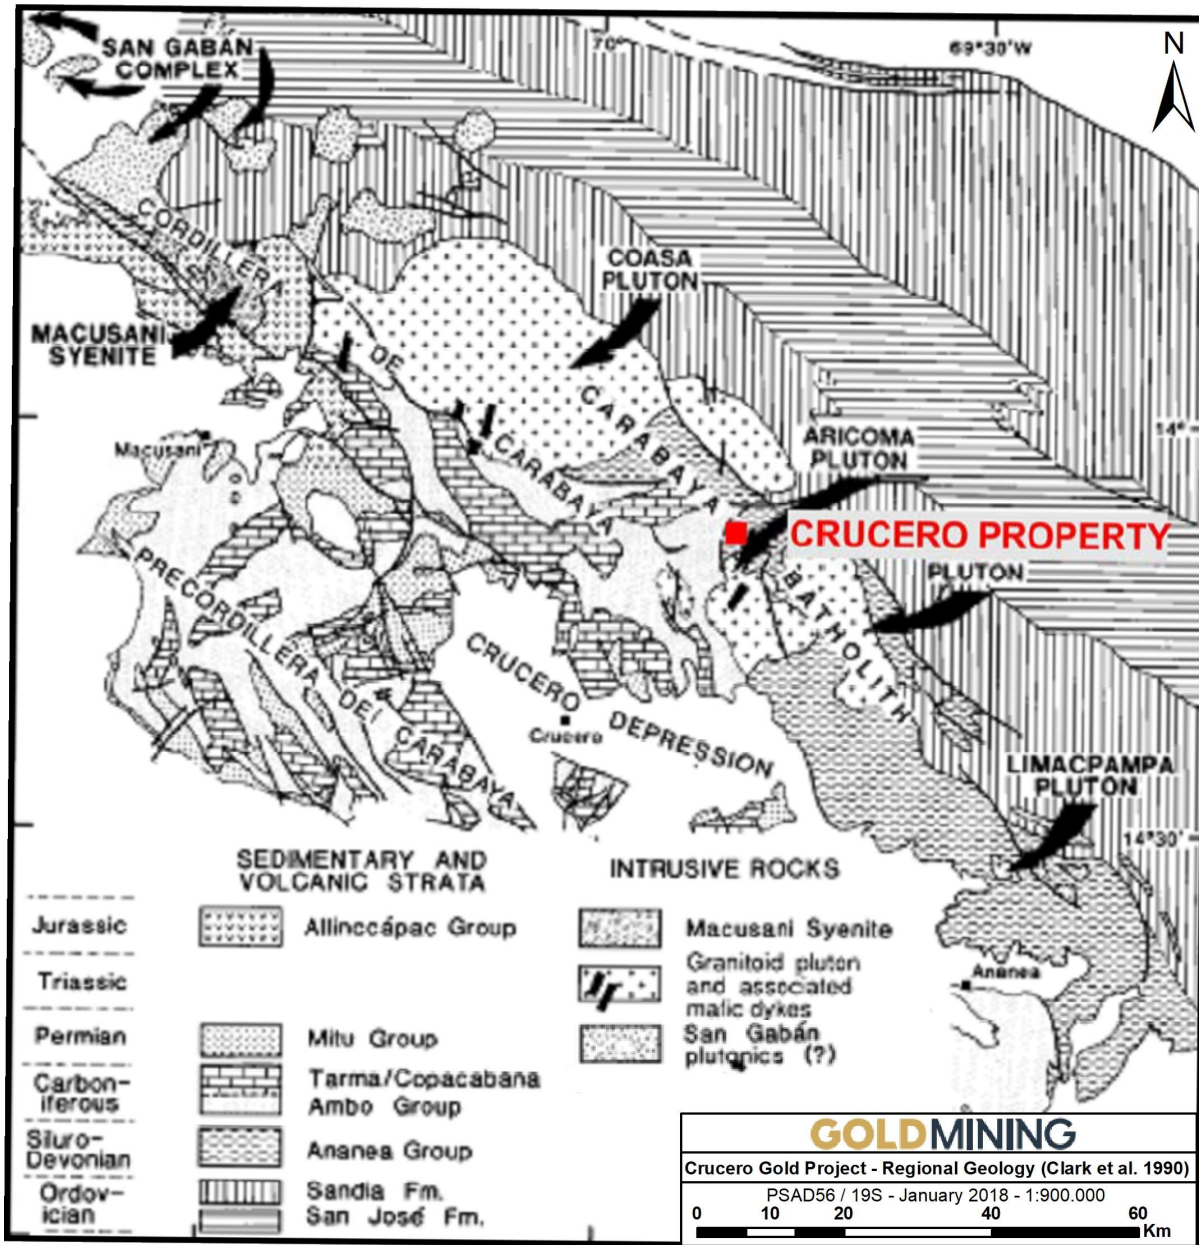 SAN GABÁN
COMPLEX
70°
69°30'W
N
CORDILLER
DE
CARABAYA
COASA
PLUTON
MACUSANI
SYENITE
CARABAYA
Macusani
ARICOMA
PLUTON
14°
CRUCERO PROPERTY
PLUTON
BATHOLITH
PRECORDILLERA
DE
CARABAYA
CRUCERO
DEPRESSION
Crucero
LIMACPAMPA
PLUTON
14°30'
Ananea
SEDIMENTARY AND
VOLCANIC STRATA
INTRUSIVE ROCKS
Jurassic
Allinccápac Group
Macusani Syenite
Triassic
Granitoid pluton
and associated
mafic dykes
Permian
Mitu Group
San Gabán
plutonics (?)
Carbon-
iferous
Tarma/Copacabana
Ambo Group
Siluro-
Devonian
Ananea Group
Ordov-
ician
Sandia Fm.
San José Fm.
GOLDMINING
Crucero Gold Project - Regional Geology (Clark et al. 1990)
PSAD56 / 19S - January 2018 - 1:900.000
0 10 20 40 60
Km